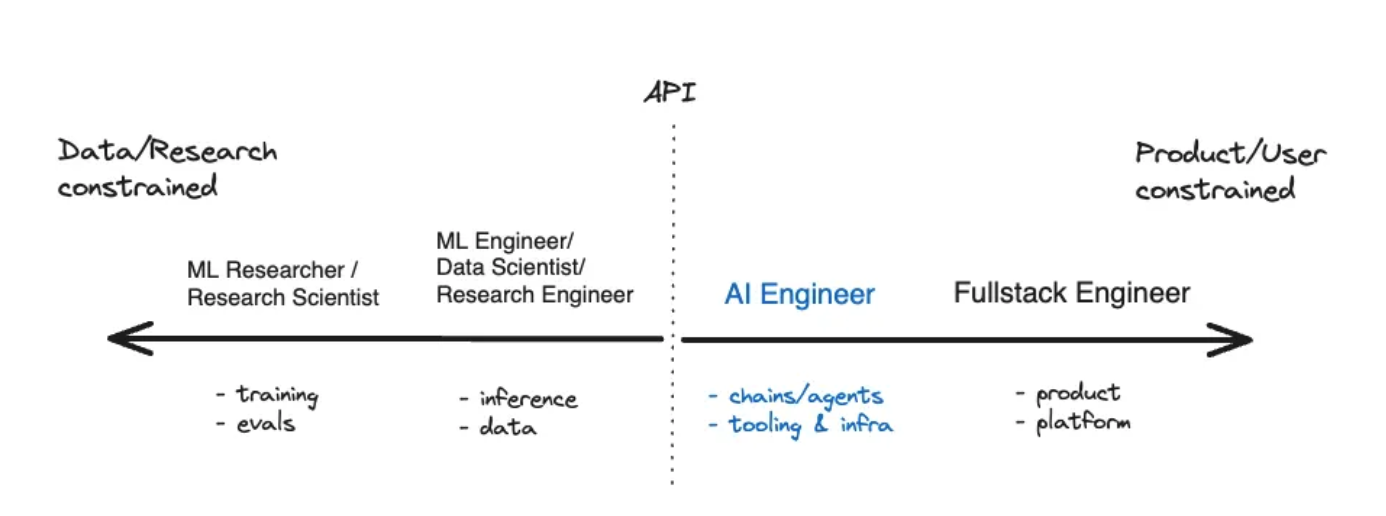 API
Data/Research
constrained
Product/User
constrained
ML Researcher /
Research Scientist
ML Engineer/
Data Scientist/
Research Engineer
AI Engineer
Fullstack Engineer
- training
- evals
- inference
- data
- chains/agents
- tooling & infra
- product
- platform